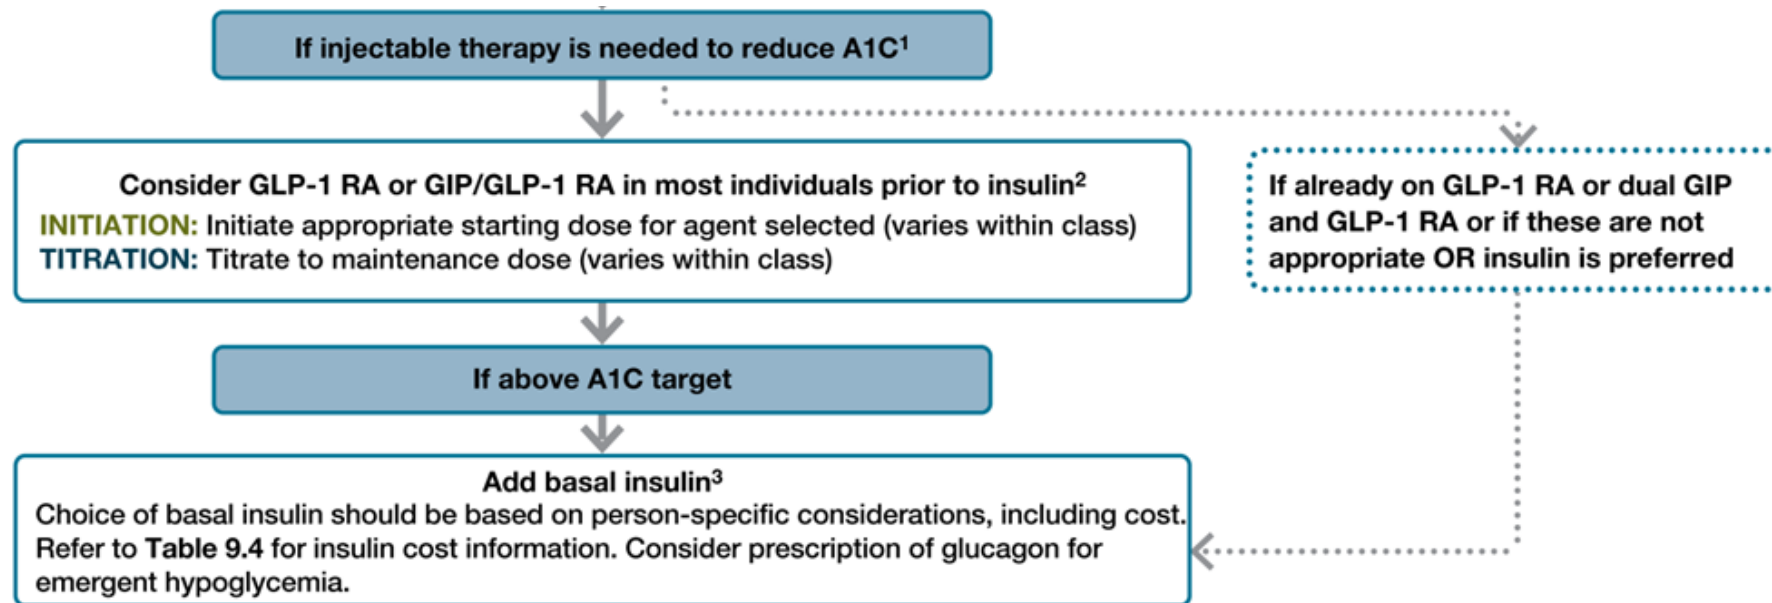 If injectable therapy is needed to reduce A1C¹
Consider GLP-1 RA or GIP/GLP-1 RA in most individuals prior to insulin²
INITIATION: Initiate appropriate starting dose for agent selected (varies within class)
TITRATION: Titrate to maintenance dose (varies within class)
If already on GLP-1 RA or dual GIP
and GLP-1 RA or if these are not
appropriate OR insulin is preferred
If above A1C target
Add basal insulin³
Choice of basal insulin should be based on person-specific considerations, including cost.
Refer to Table 9.4 for insulin cost information. Consider prescription of glucagon for
emergent hypoglycemia.